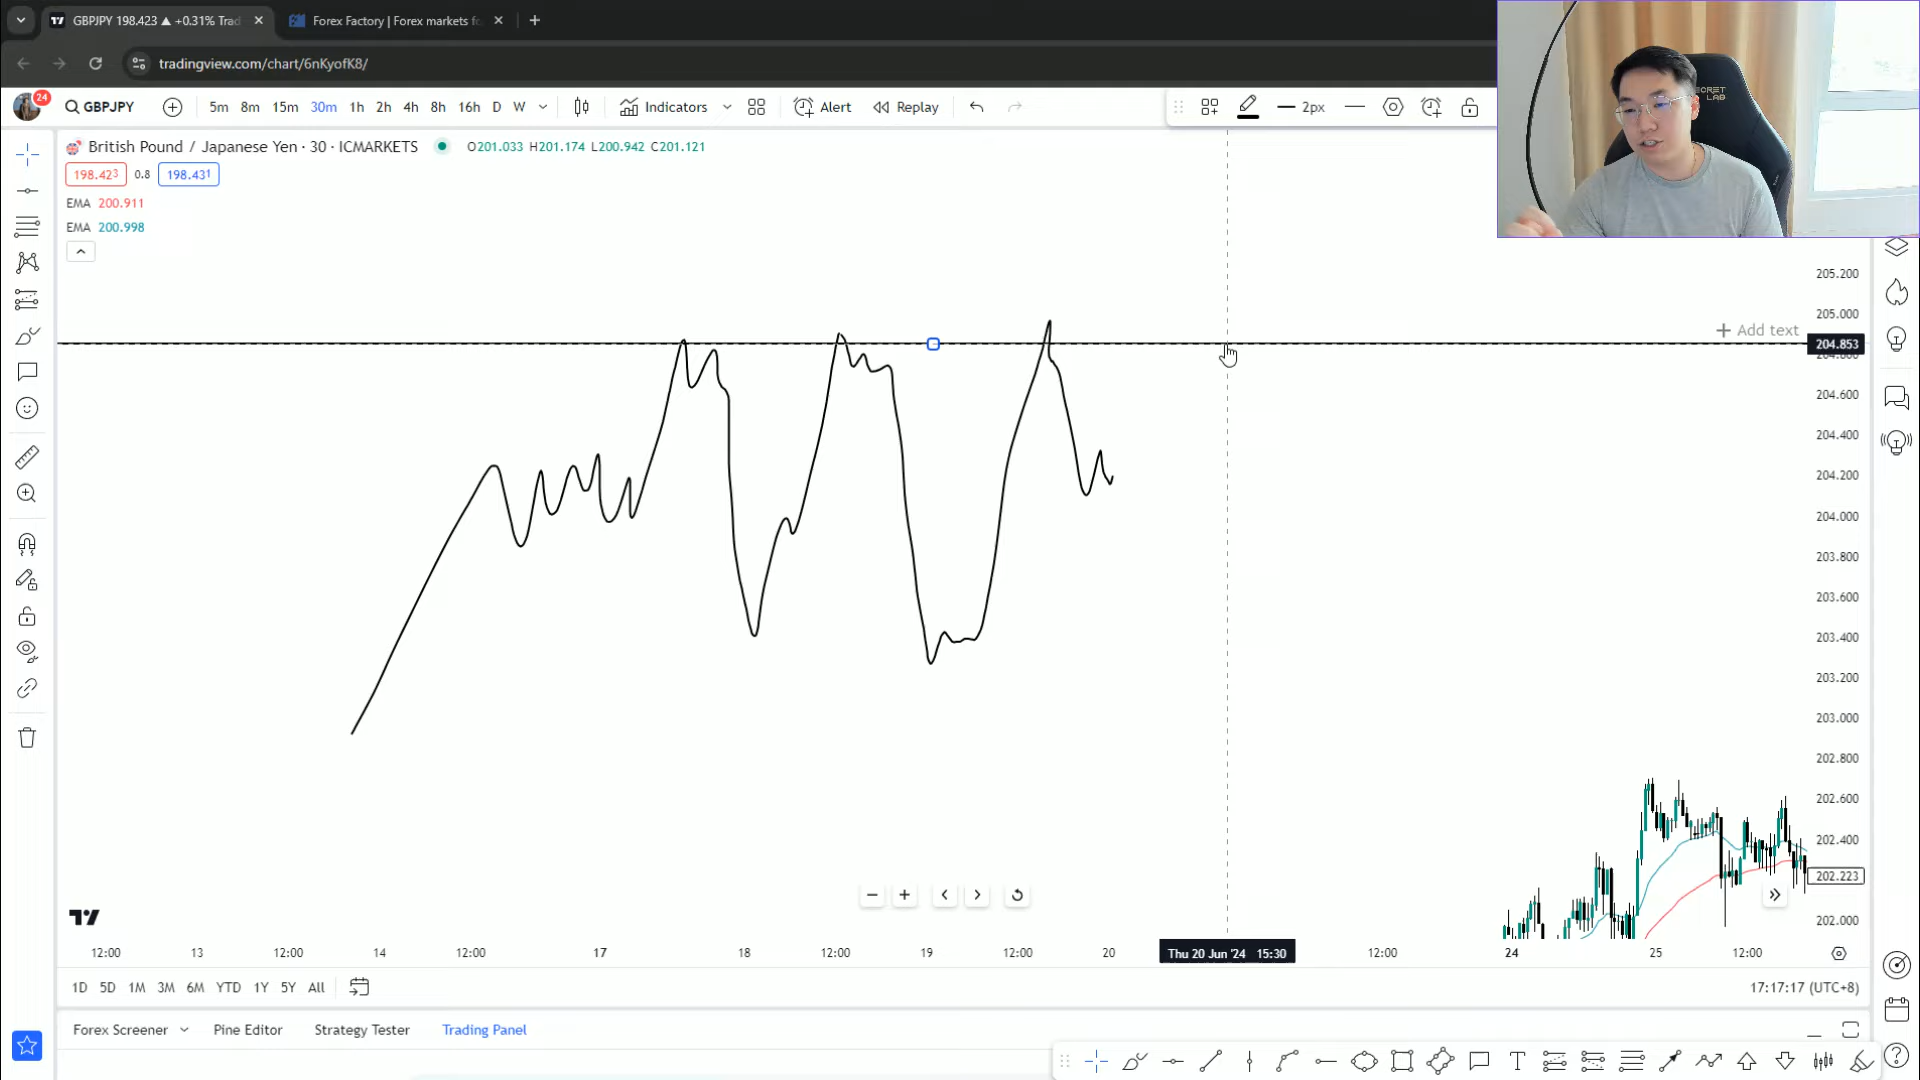 GBPJPY 198.423 ▲ +0.31% Trad
Forex Factory | Forex markets fo
tradingview.com/chart/6nKyofK8/
24
GBPJPY
5m 8m 15m 30m 1h 2h 4h 8h 16h D W
Indicators
Alert
Replay
2px
British Pound / Japanese Yen · 30 · ICMARKETS
O201.033 H201.174 L200.942 C201.121
198.423 0.8 198.431
EMA 200.911
EMA 200.998
SECRET
LAB
+ Add text
205.200
205.000
204.853
204.600
204.400
204.200
204.000
203.800
203.600
203.400
203.200
203.000
202.800
202.600
202.400
202.223
202.000
12:00 13 12:00 14 12:00 17 18 12:00 19 12:00 20 Thu 20 Jun '24 15:30 12:00 24 25 12:00
1D 5D 1M 3M 6M YTD 1Y 5Y All
17:17:17 (UTC+8)
Forex Screener Pine Editor Strategy Tester Trading Panel